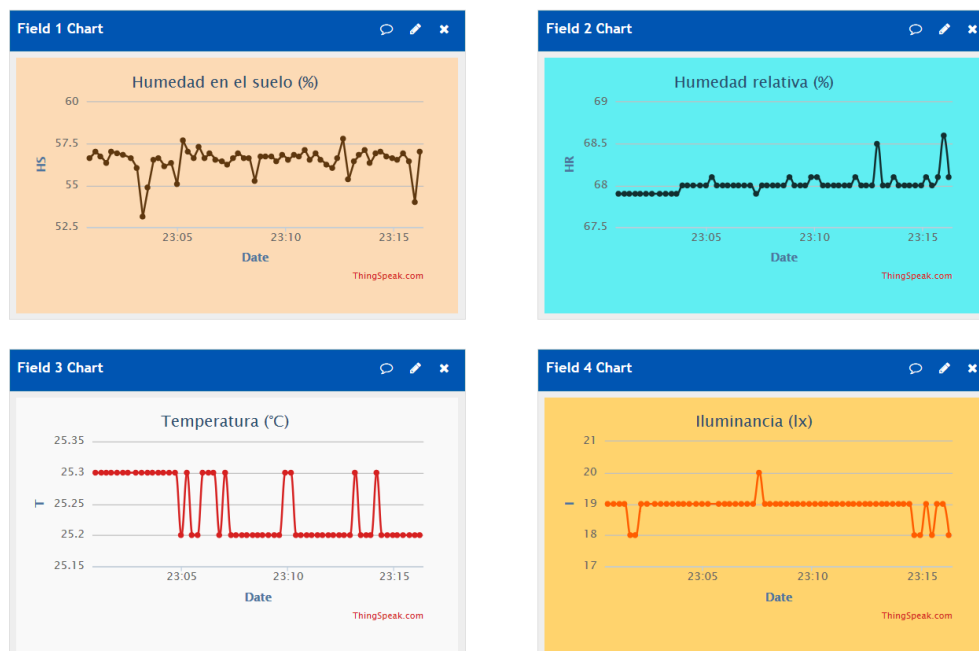 Field 1 Chart
Humedad en el suelo (%)
60
57.5
55
52.5
HS
23:05
23:10
23:15
Date
ThingSpeak.com
Field 2 Chart
Humedad relativa (%)
69
68.5
68
67.5
HR
23:05
23:10
23:15
Date
ThingSpeak.com
Field 3 Chart
Temperatura (°C)
25.35
25.3
25.25
25.2
25.15
T
23:05
23:10
23:15
Date
ThingSpeak.com
Field 4 Chart
Iluminancia (lx)
21
20
19
18
17
I
23:05
23:10
23:15
Date
ThingSpeak.com